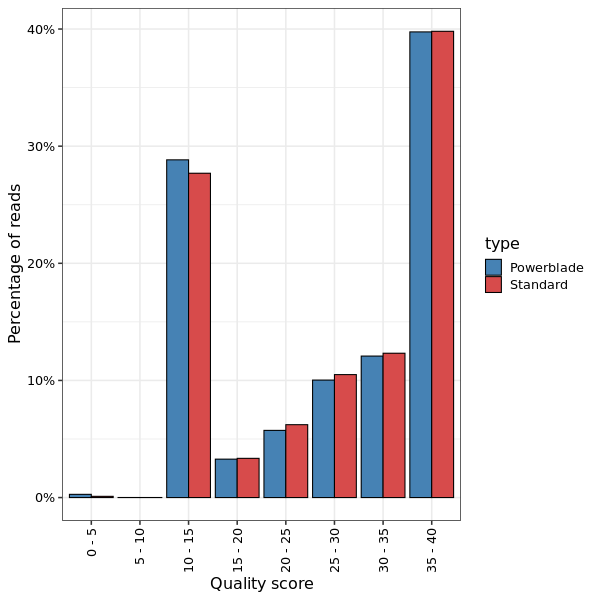 Percentage of reads
40%
30%
20%
10%
0%
0 - 5
5 - 10
10 - 15
15 - 20
20 - 25
25 - 30
30 - 35
35 - 40
Quality score
type
Powerblade
Standard